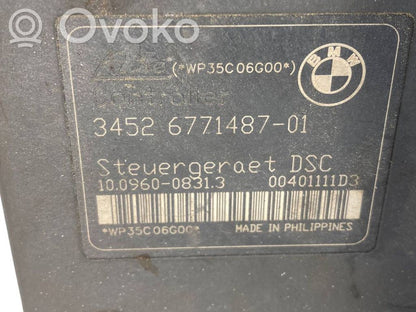 Ovoko
(*WP35C06G00*)
BMW
Controller
3452 6771487-01
Steuergeraet DSC
10.0960-0831.3 00401111D3
*WP35C06G00* MADE IN PHILIPPINES